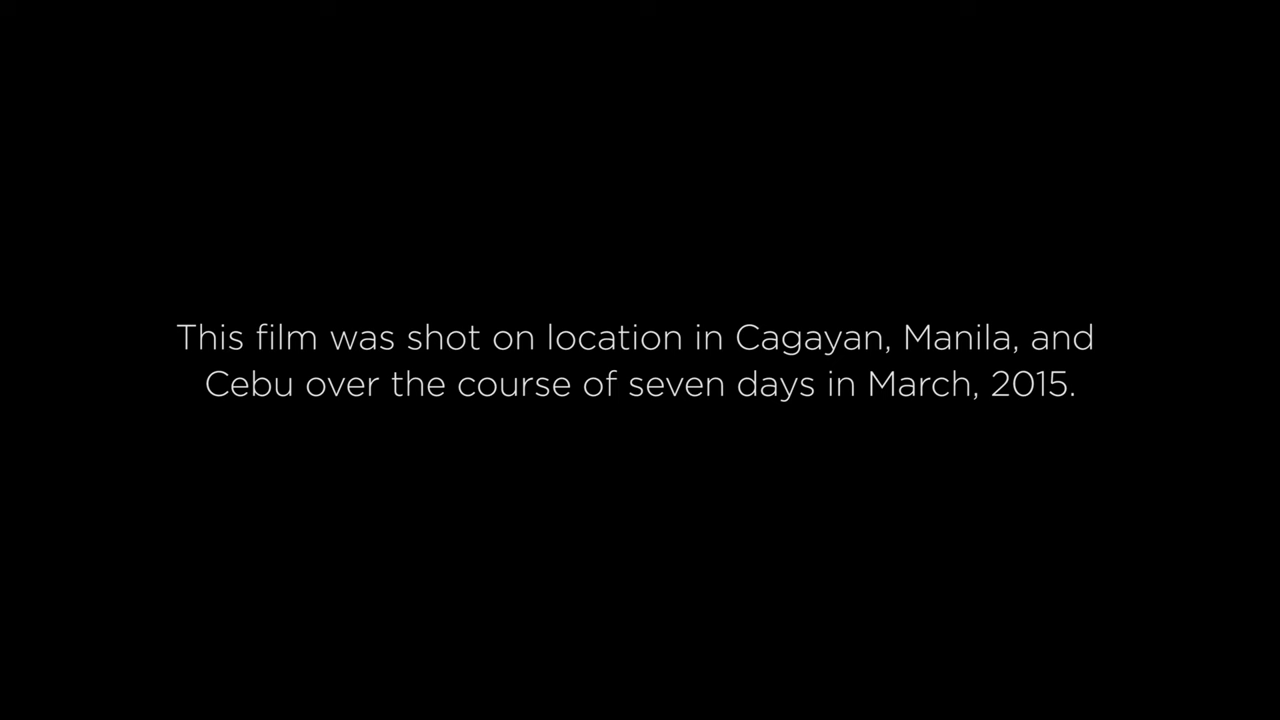 This film was shot on location in Cagayan, Manila, and
Cebu over the course of seven days in March, 2015.